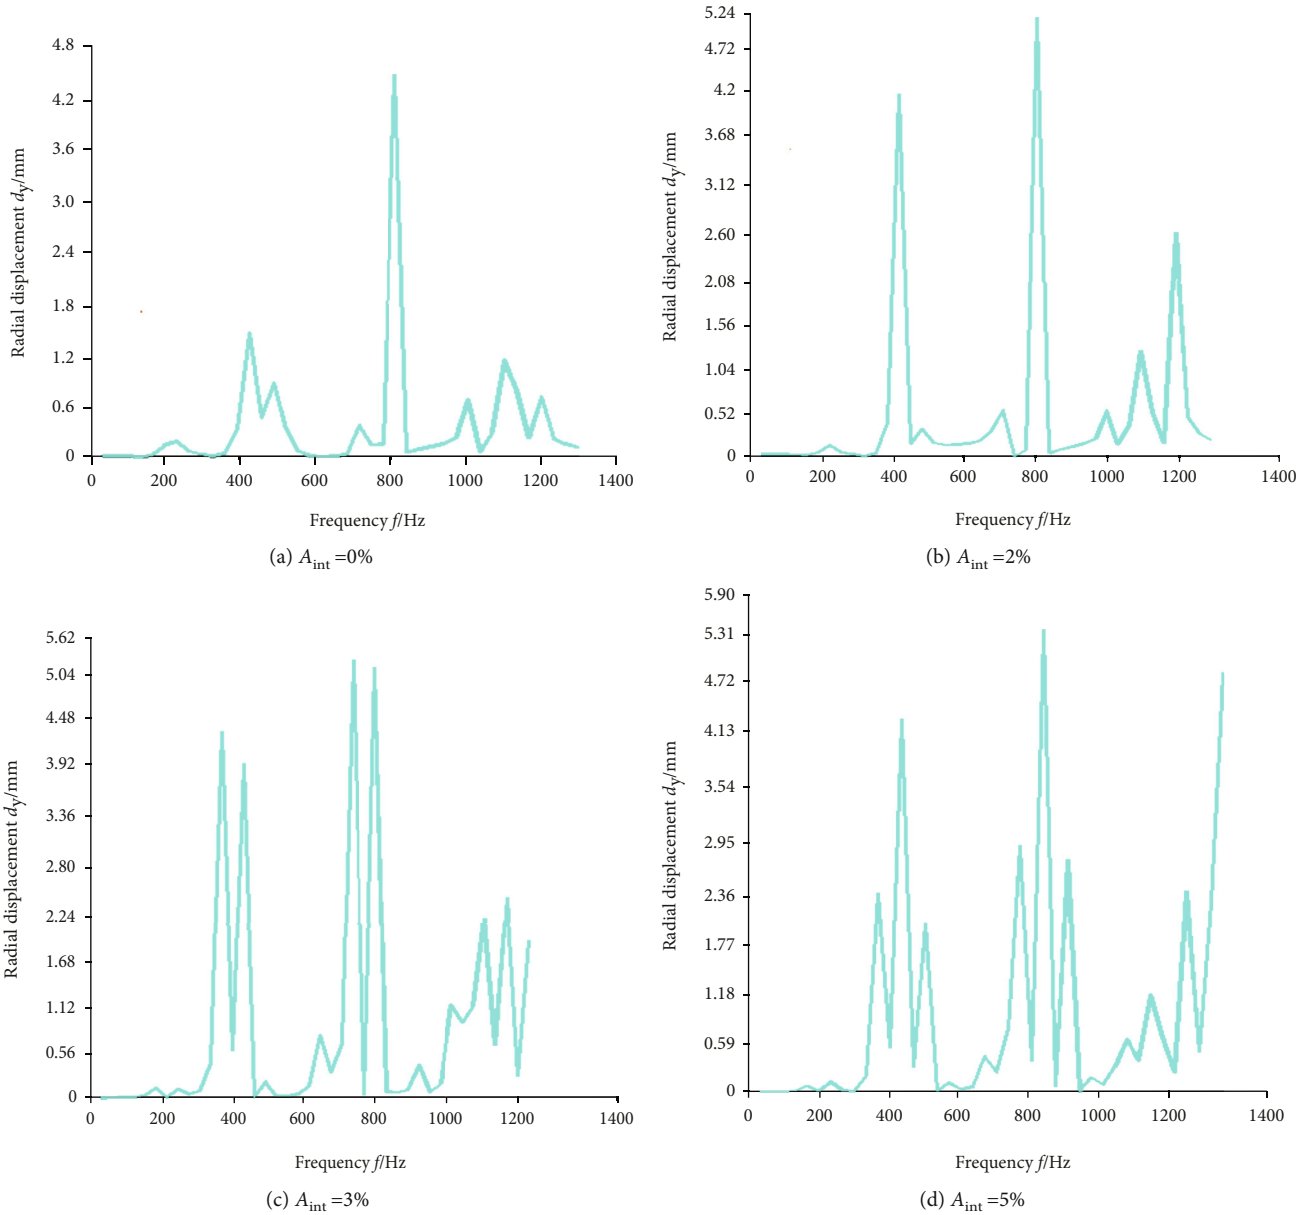 4.8
4.2
3.6
3.0
2.4
1.8
1.2
0.6
0
Radial displacement dy/mm
0 200 400 600 800 1000 1200 1400
Frequency f/Hz
(a) Aint =0%
5.24
4.72
4.2
3.68
3.12
2.60
2.08
1.56
1.04
0.52
0
Radial displacement dy/mm
0 200 400 600 800 1000 1200 1400
Frequency f/Hz
(b) Aint =2%
5.62
5.04
4.48
3.92
3.36
2.80
2.24
1.68
1.12
0.56
0
Radial displacement dy/mm
0 200 400 600 800 1000 1200 1400
Frequency f/Hz
(c) Aint =3%
5.90
5.31
4.72
4.13
3.54
2.95
2.36
1.77
1.18
0.59
0
Radial displacement dy/mm
0 200 400 600 800 1000 1200 1400
Frequency f/Hz
(d) Aint =5%